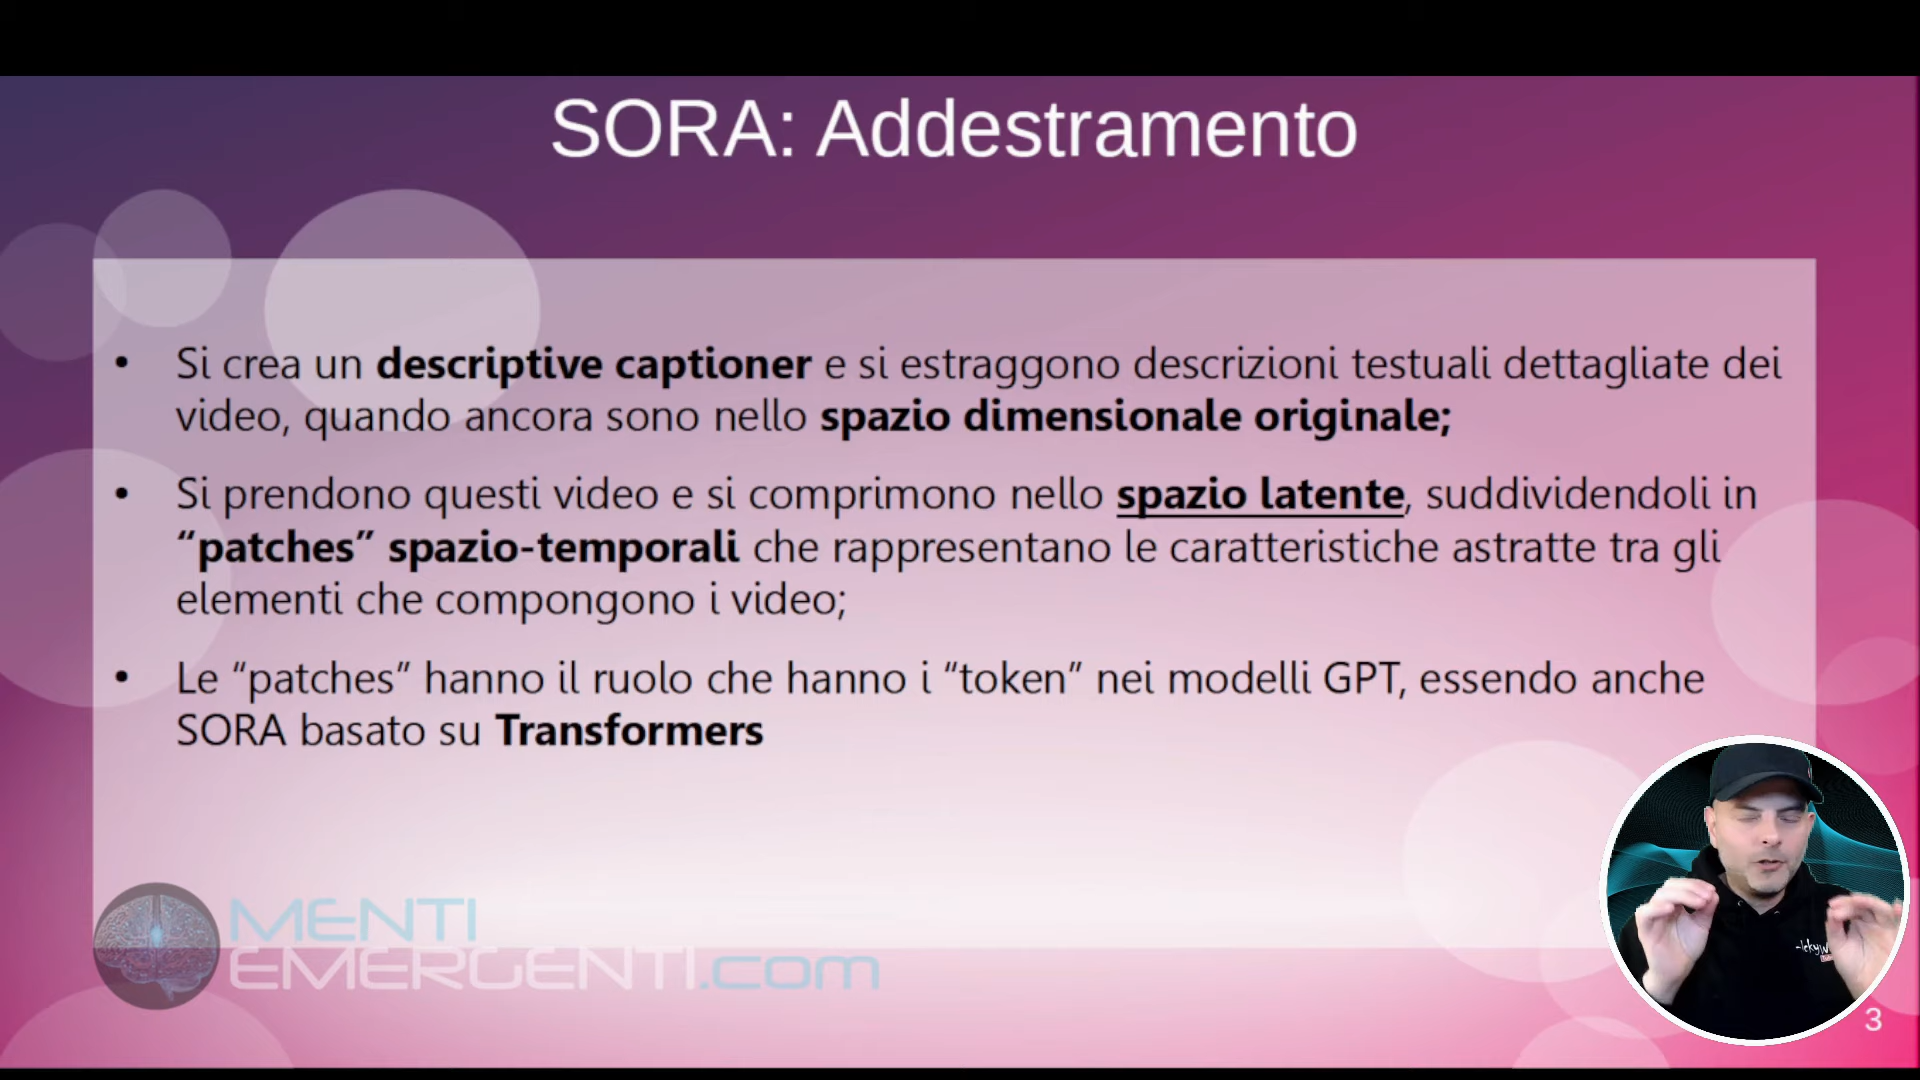 SORA: Addestramento
• Si crea un descriptive captioner e si estraggono descrizioni testuali dettagliate dei
video, quando ancora sono nello spazio dimensionale originale;
• Si prendono questi video e si comprimono nello spazio latente, suddividendoli in
“patches” spazio-temporali che rappresentano le caratteristiche astratte tra gli
elementi che compongono i video;
• Le “patches” hanno il ruolo che hanno i “token” nei modelli GPT, essendo anche
SORA basato su Transformers
MENTI
EMERGENTI.com
3